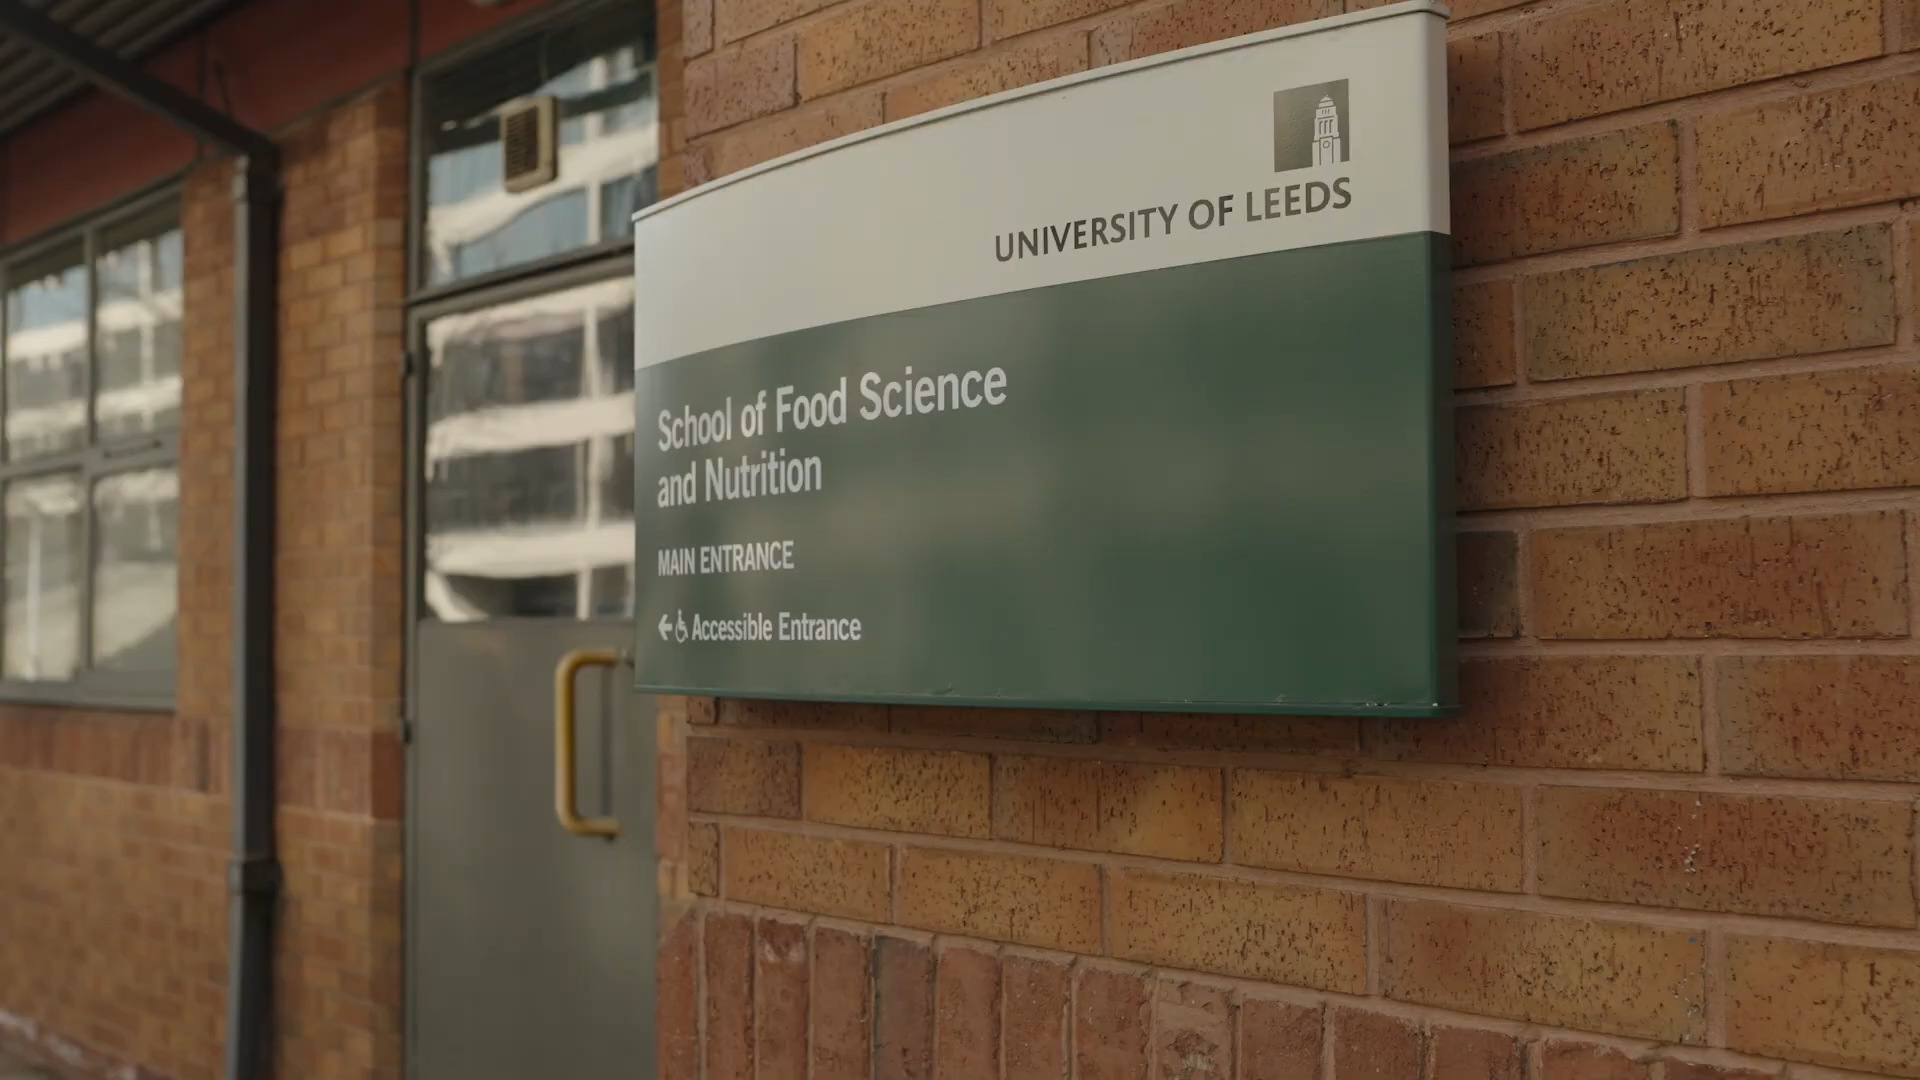 UNIVERSITY OF LEEDS
School of Food Science
and Nutrition
MAIN ENTRANCE
Accessible Entrance